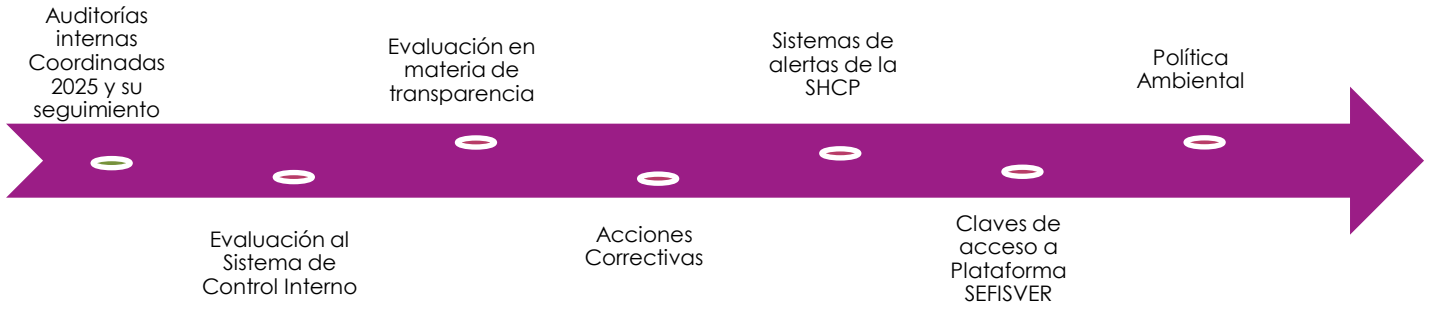 Auditorías
internas
Coordinadas
2025 y su
seguimiento
Evaluación al
Sistema de
Control Interno
Evaluación en
materia de
transparencia
Acciones
Correctivas
Sistemas de
alertas de la
SHCP
Claves de
acceso a
Plataforma
SEFISVER
Política
Ambiental